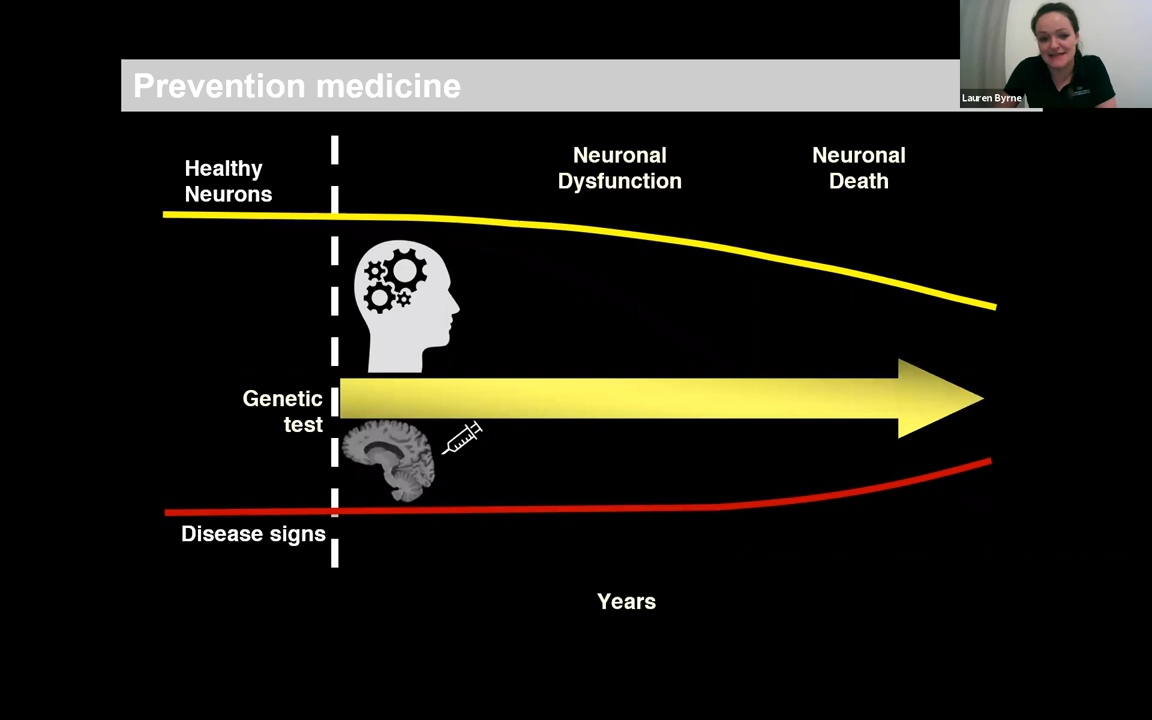 Prevention medicine
Lauren Byrne
Healthy
Neurons
Neuronal
Dysfunction
Neuronal
Death
Genetic
test
Disease signs
Years